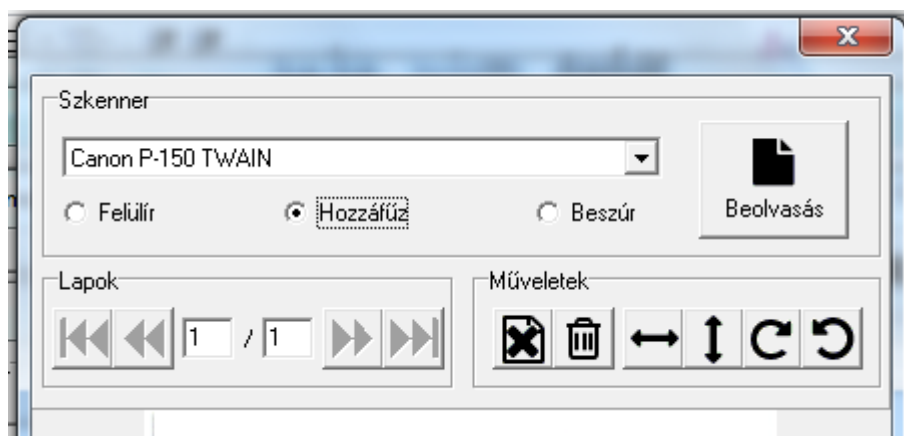 Szkenner
Canon P-150 TWAIN
Felülír
Hozzáfűz
Beszúr
Beolvasás
Lapok
1 / 1
Műveletek